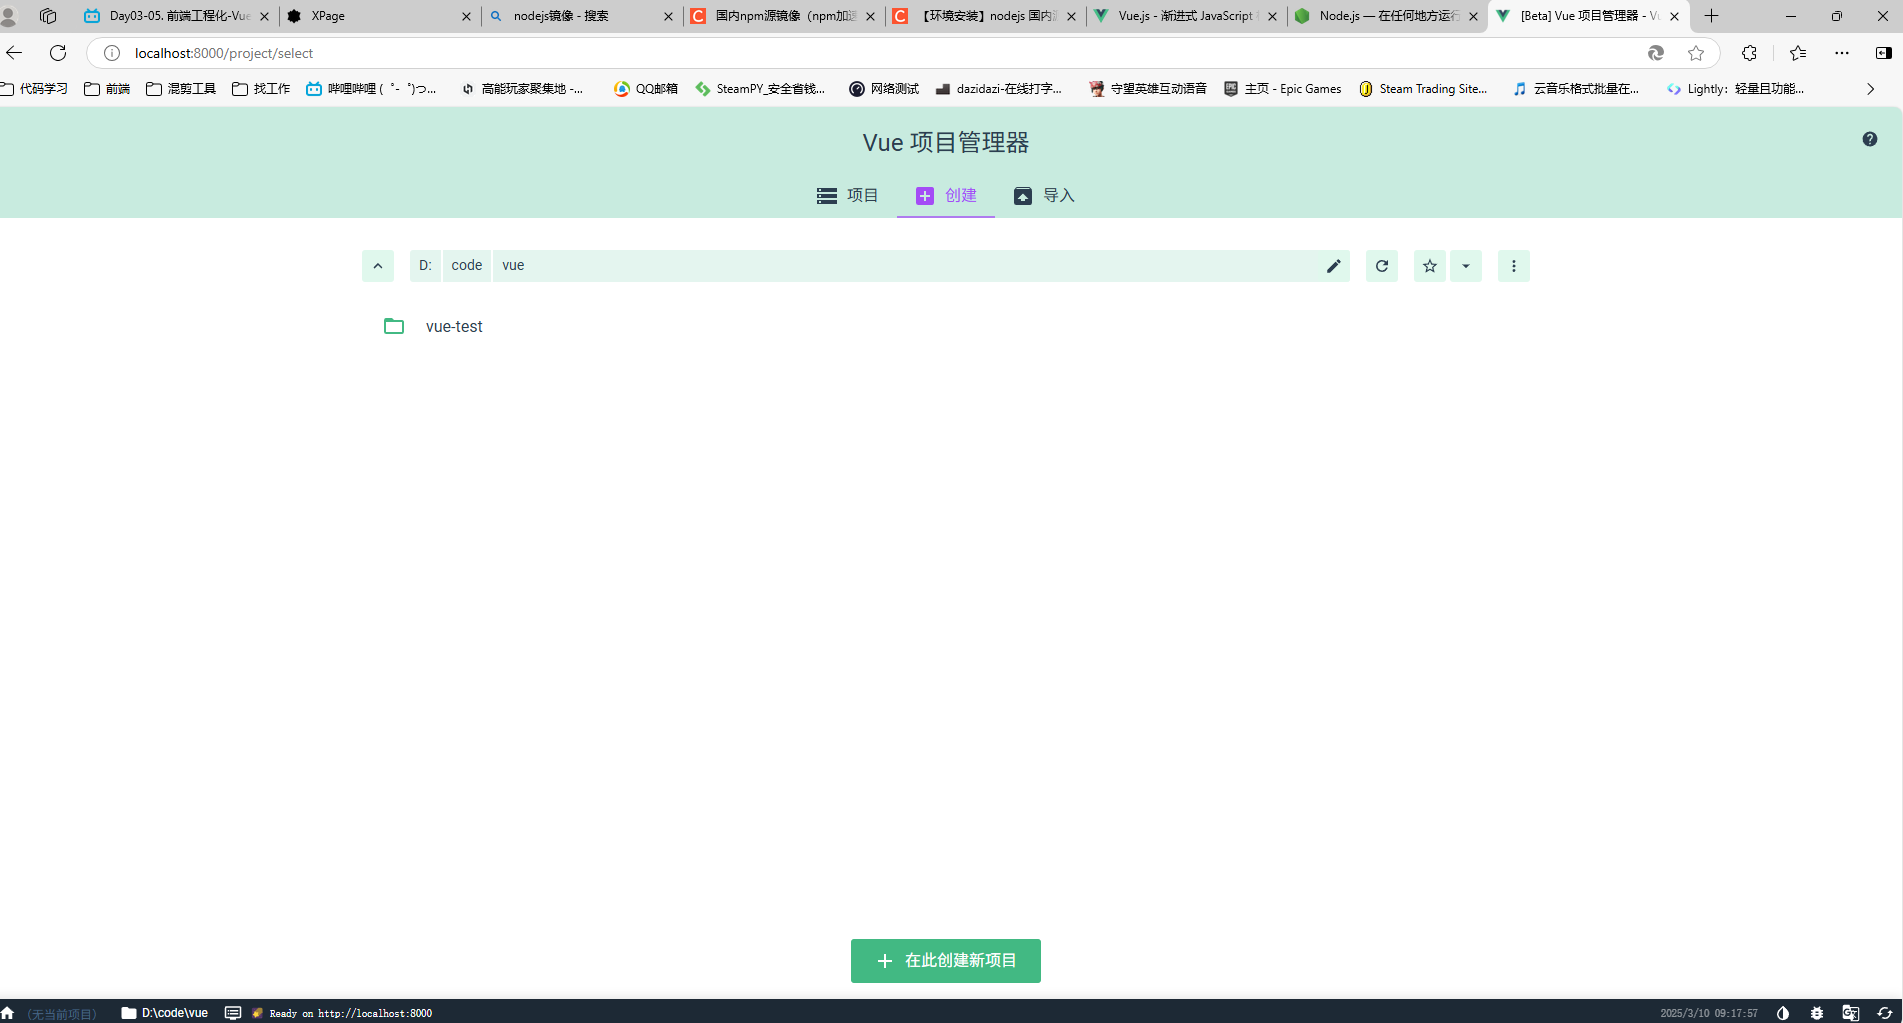 Day03-05. 前端工程化-Vue
XPage
nodejs镜像 - 搜索
国内npm源镜像（npm加速
【环境安装】nodejs 国内源
Vue.js - 渐进式 JavaScript
Node.js — 在任何地方运行
[Beta] Vue 项目管理器 - Vu
localhost:8000/project/select
代码学习
前端
混剪工具
找工作
哔哩哔哩 (゜-゜)つ...
高能玩家聚集地 -...
QQ邮箱
SteamPY_安全省钱...
网络测试
dazidazi-在线打字...
守望英雄互动语音
主页 - Epic Games
Steam Trading Site...
云音乐格式批量在...
Lightly：轻量且功能...
Vue 项目管理器
项目
创建
导入
D:
code
vue
vue-test
在此创建新项目
(无当前项目)
D:\code\vue
Ready on http://localhost:8000
2025/3/10 09:17:57